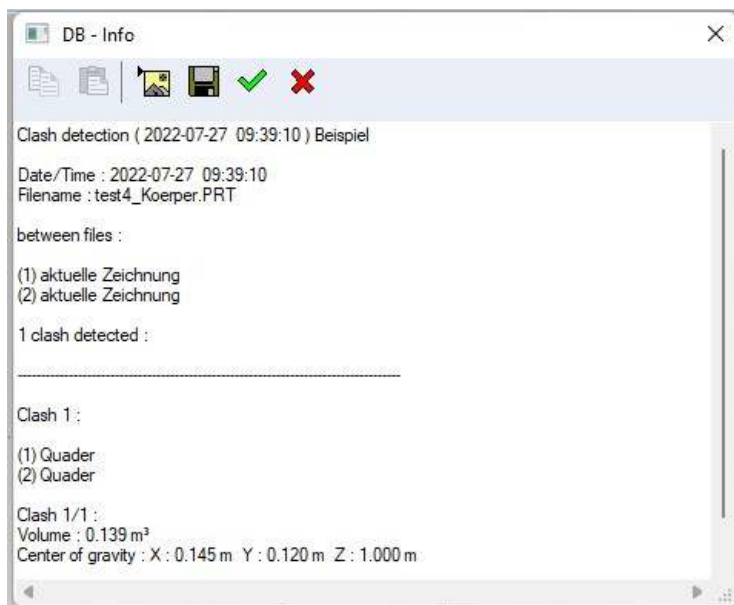 DB - Info
Clash detection ( 2022-07-27 09:39:10 ) Beispiel
Date/Time : 2022-07-27 09:39:10
Filename : test4_Koerper.PRT
between files :
(1) aktuelle Zeichnung
(2) aktuelle Zeichnung
1 clash detected :
Clash 1 :
(1) Quader
(2) Quader
Clash 1/1 :
Volume : 0.139 m³
Center of gravity : X : 0.145 m Y : 0.120 m Z : 1.000 m